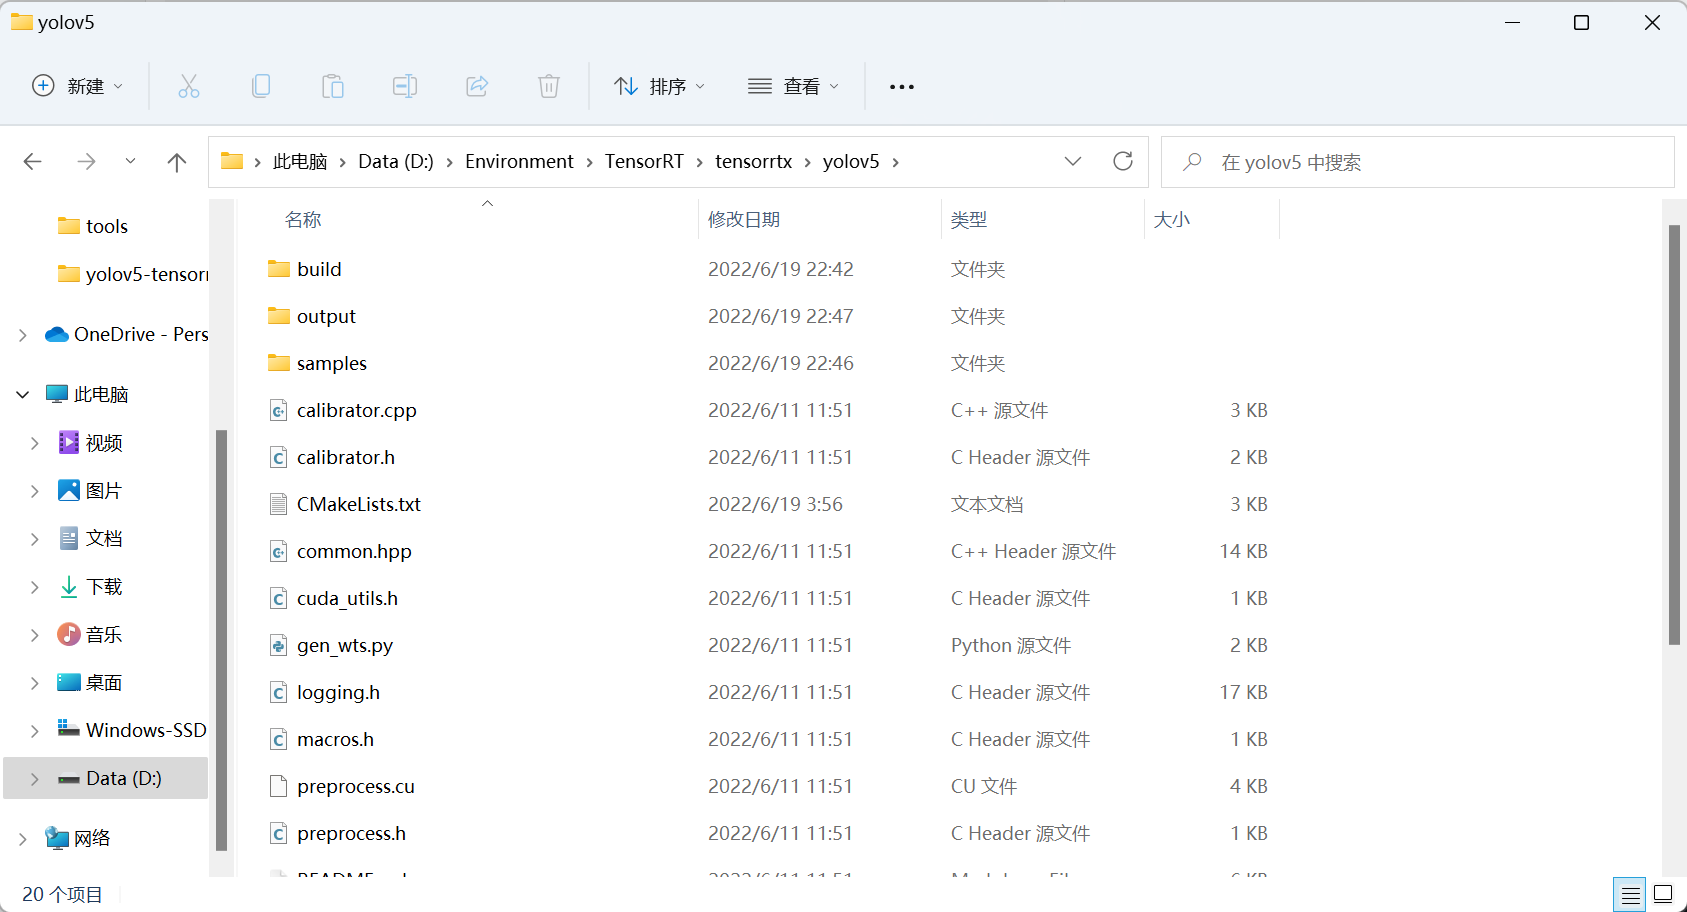 yolov5
新建
排序
查看
此电脑 Data (D:) Environment TensorRT tensorrtx yolov5
在 yolov5 中搜索
tools
yolov5-tensorr
OneDrive - Pers
此电脑
视频
图片
文档
下载
音乐
桌面
Windows-SSD
Data (D:)
网络
名称 修改日期 类型 大小
build 2022/6/19 22:42 文件夹
output 2022/6/19 22:47 文件夹
samples 2022/6/19 22:46 文件夹
calibrator.cpp 2022/6/11 11:51 C++ 源文件 3 KB
calibrator.h 2022/6/11 11:51 C Header 源文件 2 KB
CMakeLists.txt 2022/6/19 3:56 文本文档 3 KB
common.hpp 2022/6/11 11:51 C++ Header 源文件 14 KB
cuda_utils.h 2022/6/11 11:51 C Header 源文件 1 KB
gen_wts.py 2022/6/11 11:51 Python 源文件 2 KB
logging.h 2022/6/11 11:51 C Header 源文件 17 KB
macros.h 2022/6/11 11:51 C Header 源文件 1 KB
preprocess.cu 2022/6/11 11:51 CU 文件 4 KB
preprocess.h 2022/6/11 11:51 C Header 源文件 1 KB
20 个项目